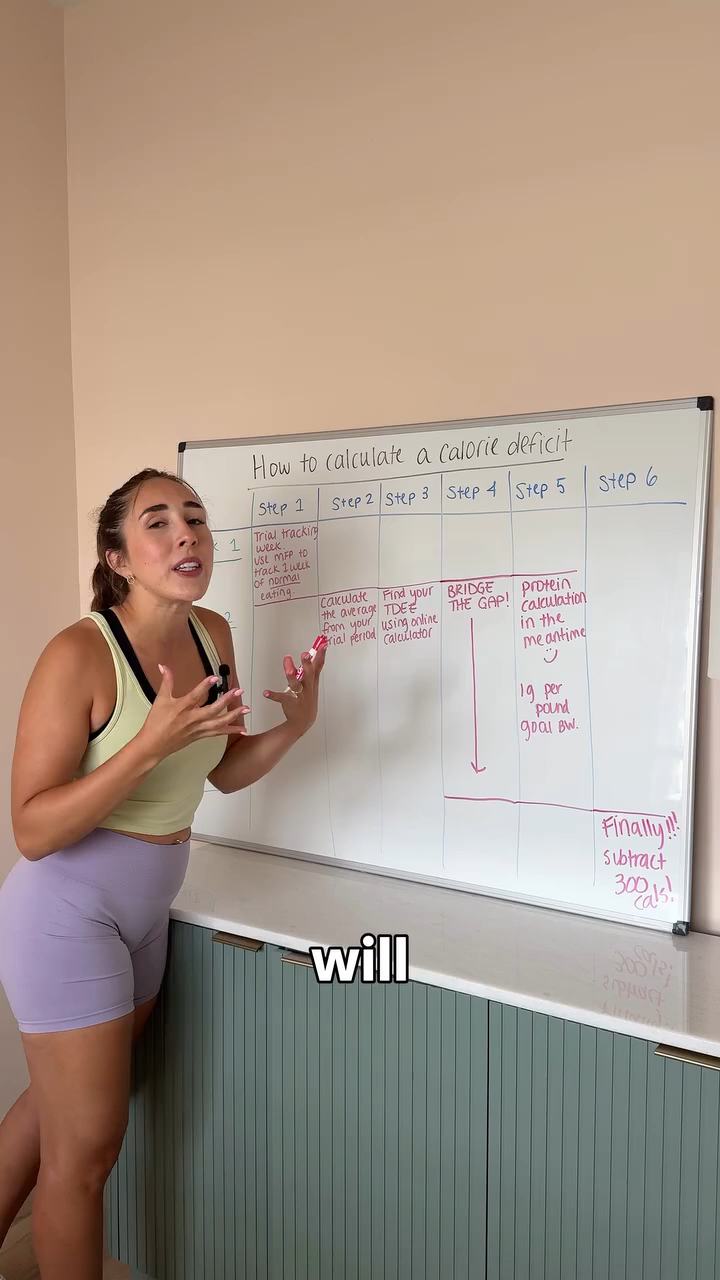 How to calculate a calorie deficit
Step 1
Step 2
Step 3
Step 4
Step 5
Step 6
1
Trial tracking
week.
use MFP to
track 1 week
of normal
eating.
2
Calculate
the average
from your
trial period
Find your
TDEE
using online
calculator
BRIDGE
THE GAP!
protein
calculation
in the
meantime
1g per
pound
goal BW.
Finally!!!
subtract
300
cals!
will